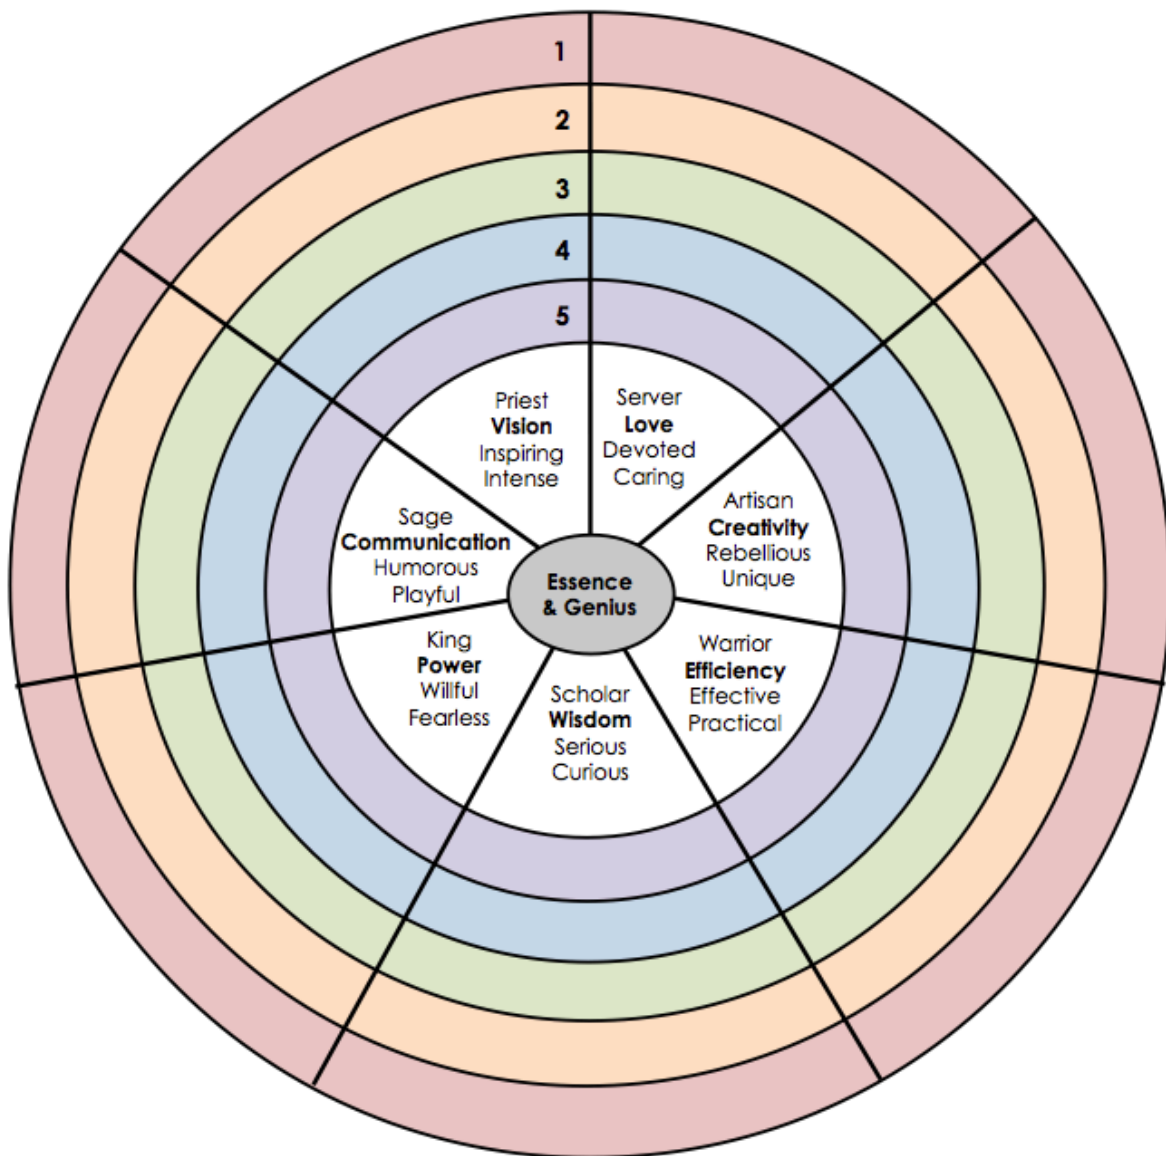 1
2
3
4
5
Priest
Vision
Inspiring
Intense
Server
Love
Devoted
Caring
Artisan
Creativity
Rebellious
Unique
Warrior
Efficiency
Effective
Practical
Scholar
Wisdom
Serious
Curious
King
Power
Willful
Fearless
Sage
Communication
Humorous
Playful
Essence
& Genius